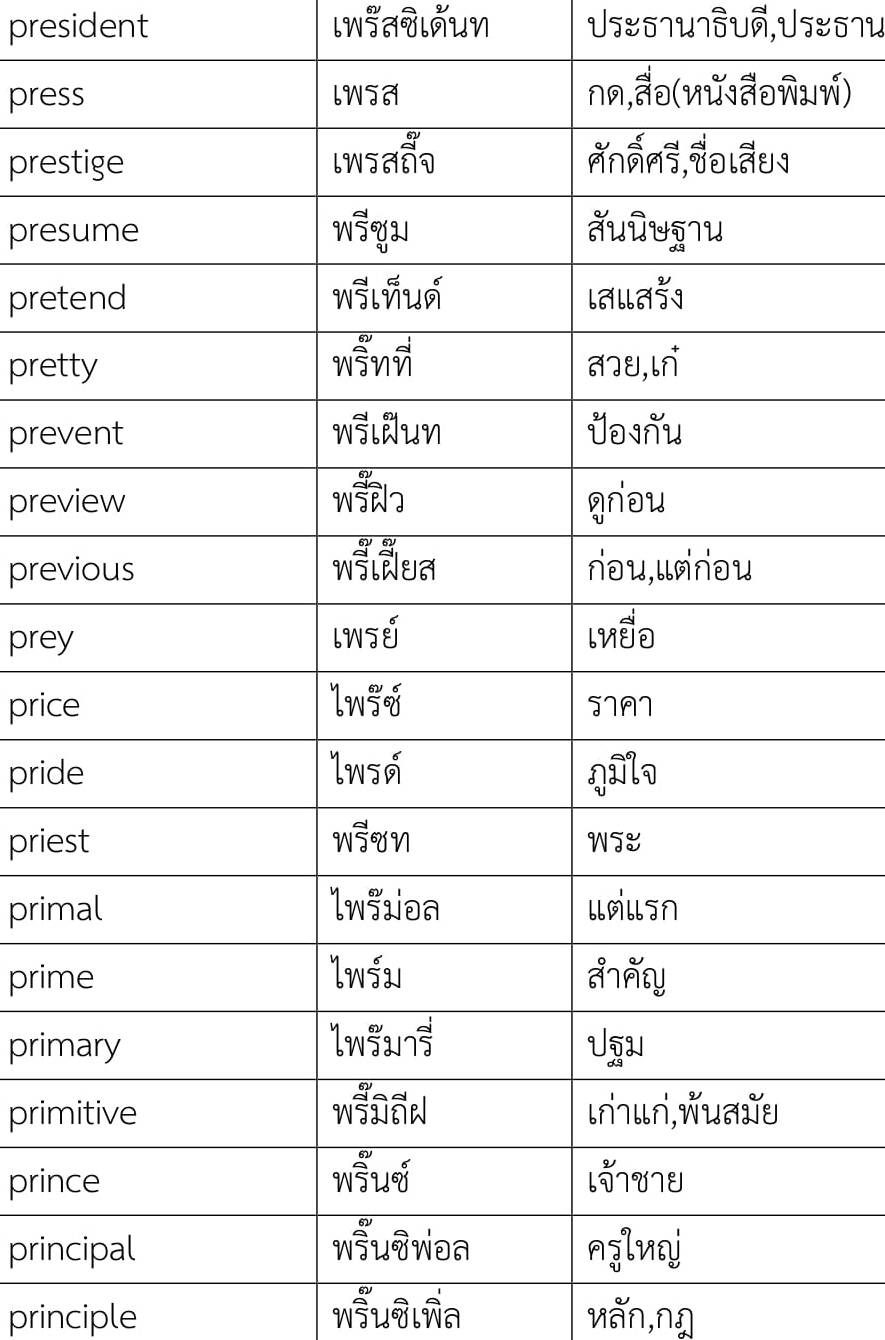 president เพร๊สซิเด้นท ประธานาธิบดี,ประธาน
press เพรส กด,สื่อ(หนังสือพิมพ์)
prestige เพรสถี๊จ ศักดิ์ศรี,ชื่อเสียง
presume พรีซูม สันนิษฐาน
pretend พรีเท็นด์ เสแสร้ง
pretty พริ๊ทที่ สวย,เก๋
prevent พรีเฝ๊นท ป้องกัน
preview พรี๊ฝิว ดูก่อน
previous พรี๊เฝี๊ยส ก่อน,แต่ก่อน
prey เพรย์ เหยื่อ
price ไพร๊ซ์ ราคา
pride ไพรด์ ภูมิใจ
priest พรีซท พระ
primal ไพร๊ม่อล แต่แรก
prime ไพร์ม สำคัญ
primary ไพร๊มารี่ ปฐม
primitive พรี๊มิถีฝ เก่าแก่,พ้นสมัย
prince พริ๊นซ์ เจ้าชาย
principal พริ๊นซิพ่อล ครูใหญ่
principle พริ๊นซิเพิ่ล หลัก,กฎ